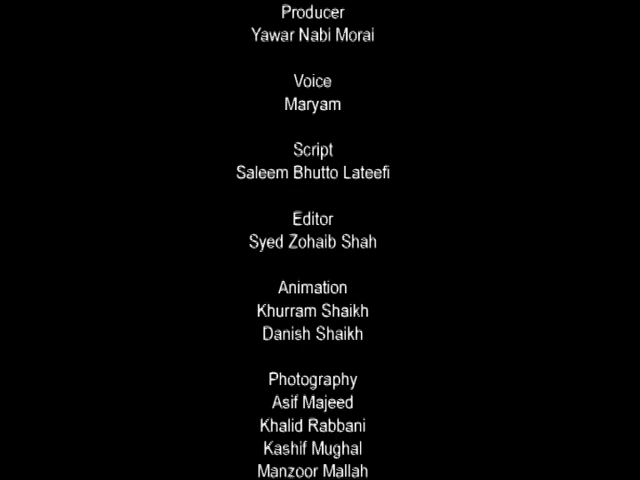 Producer
Yawar Nabi Morai
Voice
Maryam
Script
Saleem Bhutto Lateefi
Editor
Syed Zohaib Shah
Animation
Khurram Shaikh
Danish Shaikh
Photography
Asif Majeed
Khalid Rabbani
Kashif Mughal
Manzoor Mallah